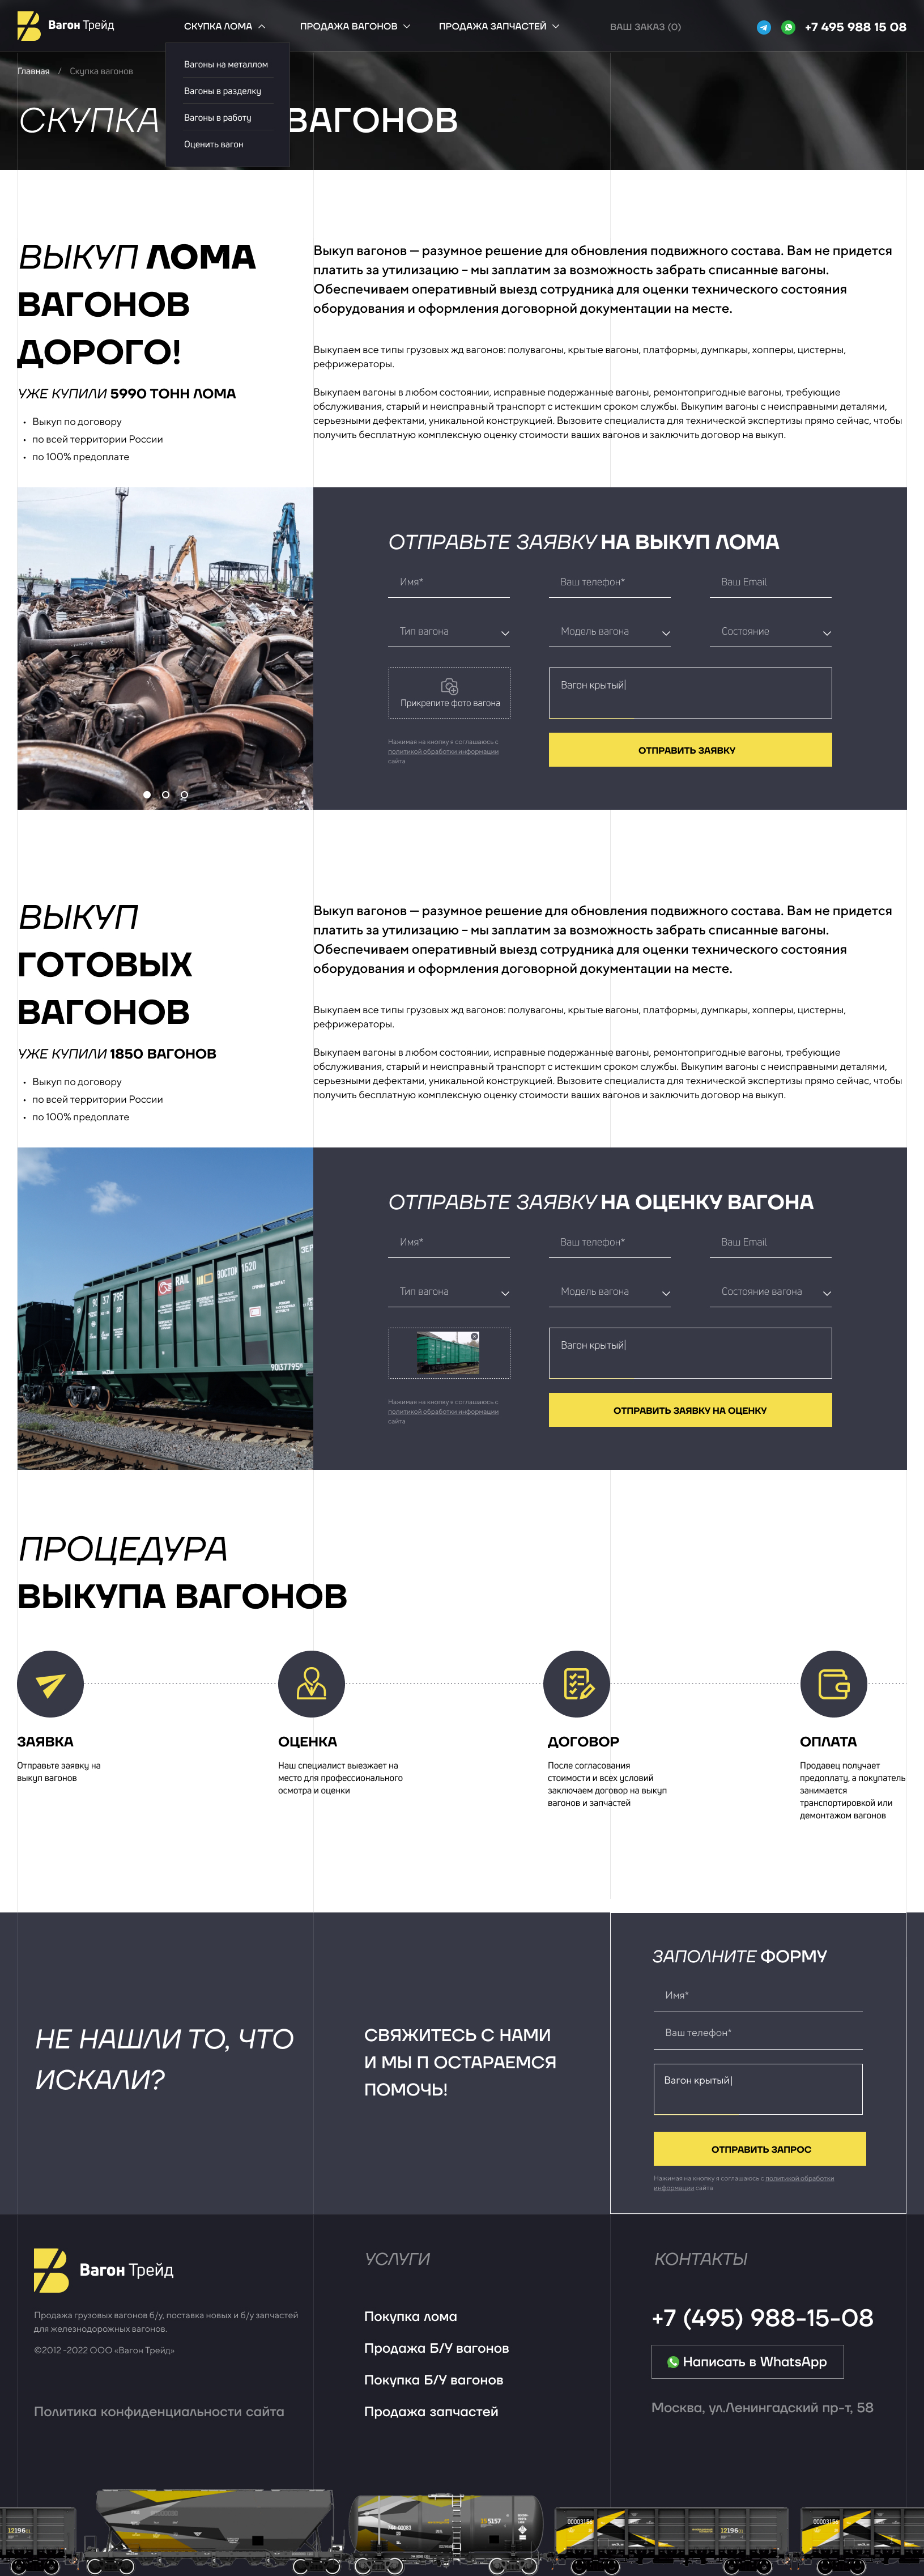 Вагон Трейд
СКУПКА ЛОМА
ПРОДАЖА ВАГОНОВ
ПРОДАЖА ЗАПЧАСТЕЙ
ВАШ ЗАКАЗ (0)
+7 495 988 15 08
Вагоны на металлом
Вагоны в разделку
Вагоны в работу
Оценить вагон
Главная / Скупка вагонов
СКУПКА ВАГОНОВ
ВЫКУП ЛОМА
ВАГОНОВ
ДОРОГО!
УЖЕ КУПИЛИ 5990 ТОНН ЛОМА
• Выкуп по договору
• по всей территории России
• по 100% предоплате
Выкуп вагонов — разумное решение для обновления подвижного состава. Вам не придется
платить за утилизацию – мы заплатим за возможность забрать списанные вагоны.
Обеспечиваем оперативный выезд сотрудника для оценки технического состояния
оборудования и оформления договорной документации на месте.
Выкупаем все типы грузовых жд вагонов: полувагоны, крытые вагоны, платформы, думпкары, хопперы, цистерны,
рефрижераторы.
Выкупаем вагоны в любом состоянии, исправные подержанные вагоны, ремонтопригодные вагоны, требующие
обслуживания, старый и неисправный транспорт с истекшим сроком службы. Выкупим вагоны с неисправными деталями,
серьезными дефектами, уникальной конструкцией. Вызовите специалиста для технической экспертизы прямо сейчас, чтобы
получить бесплатную комплексную оценку стоимости ваших вагонов и заключить договор на выкуп.
ОТПРАВЬТЕ ЗАЯВКУ НА ВЫКУП ЛОМА
Имя*
Ваш телефон*
Ваш Email
Тип вагона
Модель вагона
Состояние
Прикрепите фото вагона
Вагон крытый
Нажимая на кнопку я соглашаюсь с
политикой обработки информации
сайта
ОТПРАВИТЬ ЗАЯВКУ
ВЫКУП
ГОТОВЫХ
ВАГОНОВ
УЖЕ КУПИЛИ 1850 ВАГОНОВ
• Выкуп по договору
• по всей территории России
• по 100% предоплате
Выкуп вагонов — разумное решение для обновления подвижного состава. Вам не придется
платить за утилизацию – мы заплатим за возможность забрать списанные вагоны.
Обеспечиваем оперативный выезд сотрудника для оценки технического состояния
оборудования и оформления договорной документации на месте.
Выкупаем все типы грузовых жд вагонов: полувагоны, крытые вагоны, платформы, думпкары, хопперы, цистерны,
рефрижераторы.
Выкупаем вагоны в любом состоянии, исправные подержанные вагоны, ремонтопригодные вагоны, требующие
обслуживания, старый и неисправный транспорт с истекшим сроком службы. Выкупим вагоны с неисправными деталями,
серьезными дефектами, уникальной конструкцией. Вызовите специалиста для технической экспертизы прямо сейчас, чтобы
получить бесплатную комплексную оценку стоимости ваших вагонов и заключить договор на выкуп.
RAIL
ВОСТОК1520
90137795
ОТПРАВЬТЕ ЗАЯВКУ НА ОЦЕНКУ ВАГОНА
Имя*
Ваш телефон*
Ваш Email
Тип вагона
Модель вагона
Состояние вагона
Вагон крытый
Нажимая на кнопку я соглашаюсь с
политикой обработки информации
сайта
ОТПРАВИТЬ ЗАЯВКУ НА ОЦЕНКУ
ПРОЦЕДУРА
ВЫКУПА ВАГОНОВ
ЗАЯВКА
Отправьте заявку на
выкуп вагонов
ОЦЕНКА
Наш специалист выезжает на
место для профессионального
осмотра и оценки
ДОГОВОР
После согласования
стоимости и всех условий
заключаем договор на выкуп
вагонов и запчастей
ОПЛАТА
Продавец получает
предоплату, а покупатель
занимается
транспортировкой или
демонтажом вагонов
НЕ НАШЛИ ТО, ЧТО
ИСКАЛИ?
СВЯЖИТЕСЬ С НАМИ
И МЫ П ОСТАРАЕМСЯ
ПОМОЧЬ!
ЗАПОЛНИТЕ ФОРМУ
Имя*
Ваш телефон*
Вагон крытый
ОТПРАВИТЬ ЗАПРОС
Нажимая на кнопку я соглашаюсь с политикой обработки
информации сайта
Вагон Трейд
Продажа грузовых вагонов б/у, поставка новых и б/у запчастей
для железнодорожных вагонов.
©2012 -2022 ООО «Вагон Трейд»
Политика конфиденциальности сайта
УСЛУГИ
Покупка лома
Продажа Б/У вагонов
Покупка Б/У вагонов
Продажа запчастей
КОНТАКТЫ
+7 (495) 988-15-08
Написать в WhatsApp
Москва, ул.Ленингадский пр-т, 58
12196
5157
12196